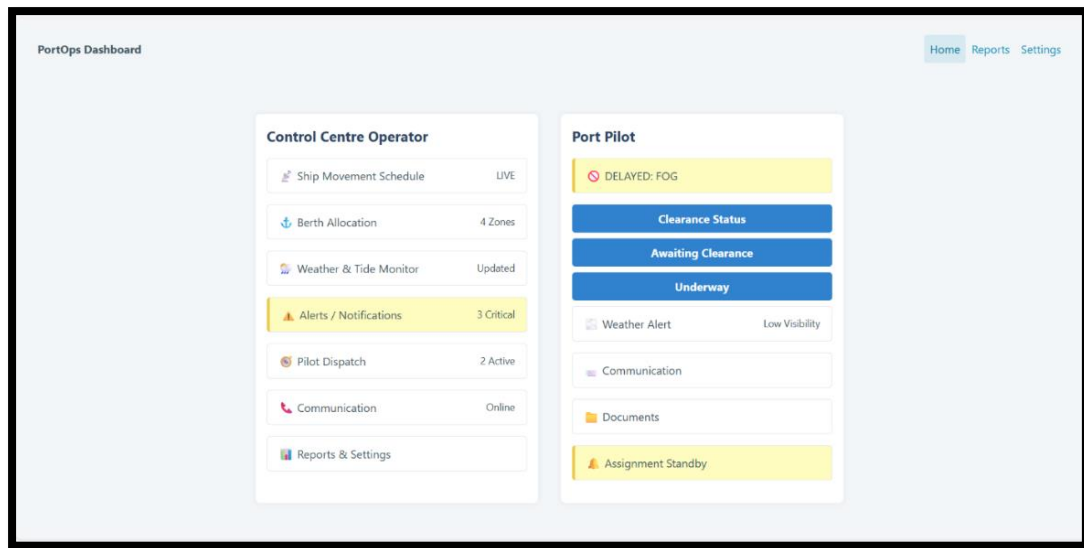 PortOps Dashboard
Home Reports Settings
Control Centre Operator
Ship Movement Schedule LIVE
Berth Allocation 4 Zones
Weather & Tide Monitor Updated
Alerts / Notifications 3 Critical
Pilot Dispatch 2 Active
Communication Online
Reports & Settings
Port Pilot
DELAYED: FOG
Clearance Status
Awaiting Clearance
Underway
Weather Alert Low Visibility
Communication
Documents
Assignment Standby